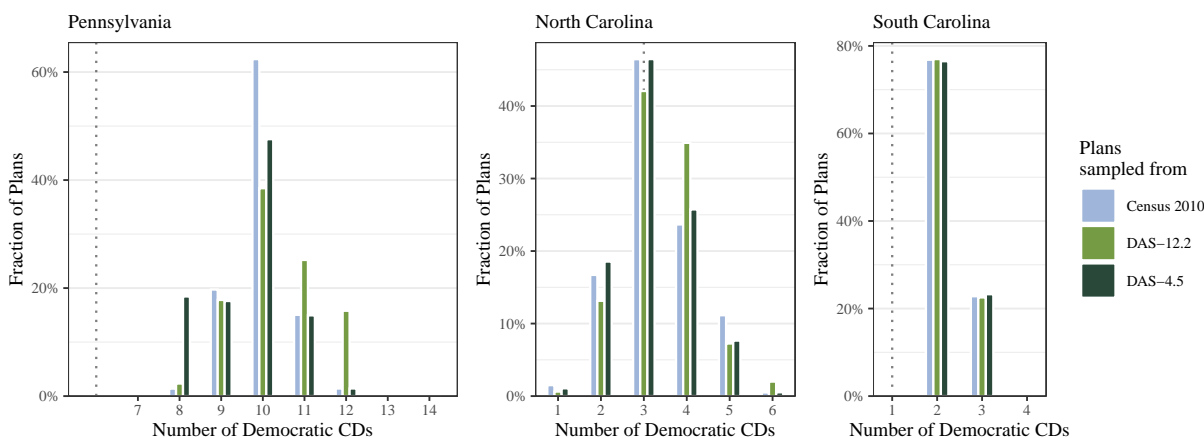 Pennsylvania
Fraction of Plans
60%
40%
20%
0%
7 8 9 10 11 12 13 14
Number of Democratic CDs
North Carolina
Fraction of Plans
40%
30%
20%
10%
0%
1 2 3 4 5 6
Number of Democratic CDs
South Carolina
Fraction of Plans
80%
60%
40%
20%
0%
1 2 3 4
Number of Democratic CDs
Plans
sampled from
Census 2010
DAS−12.2
DAS−4.5